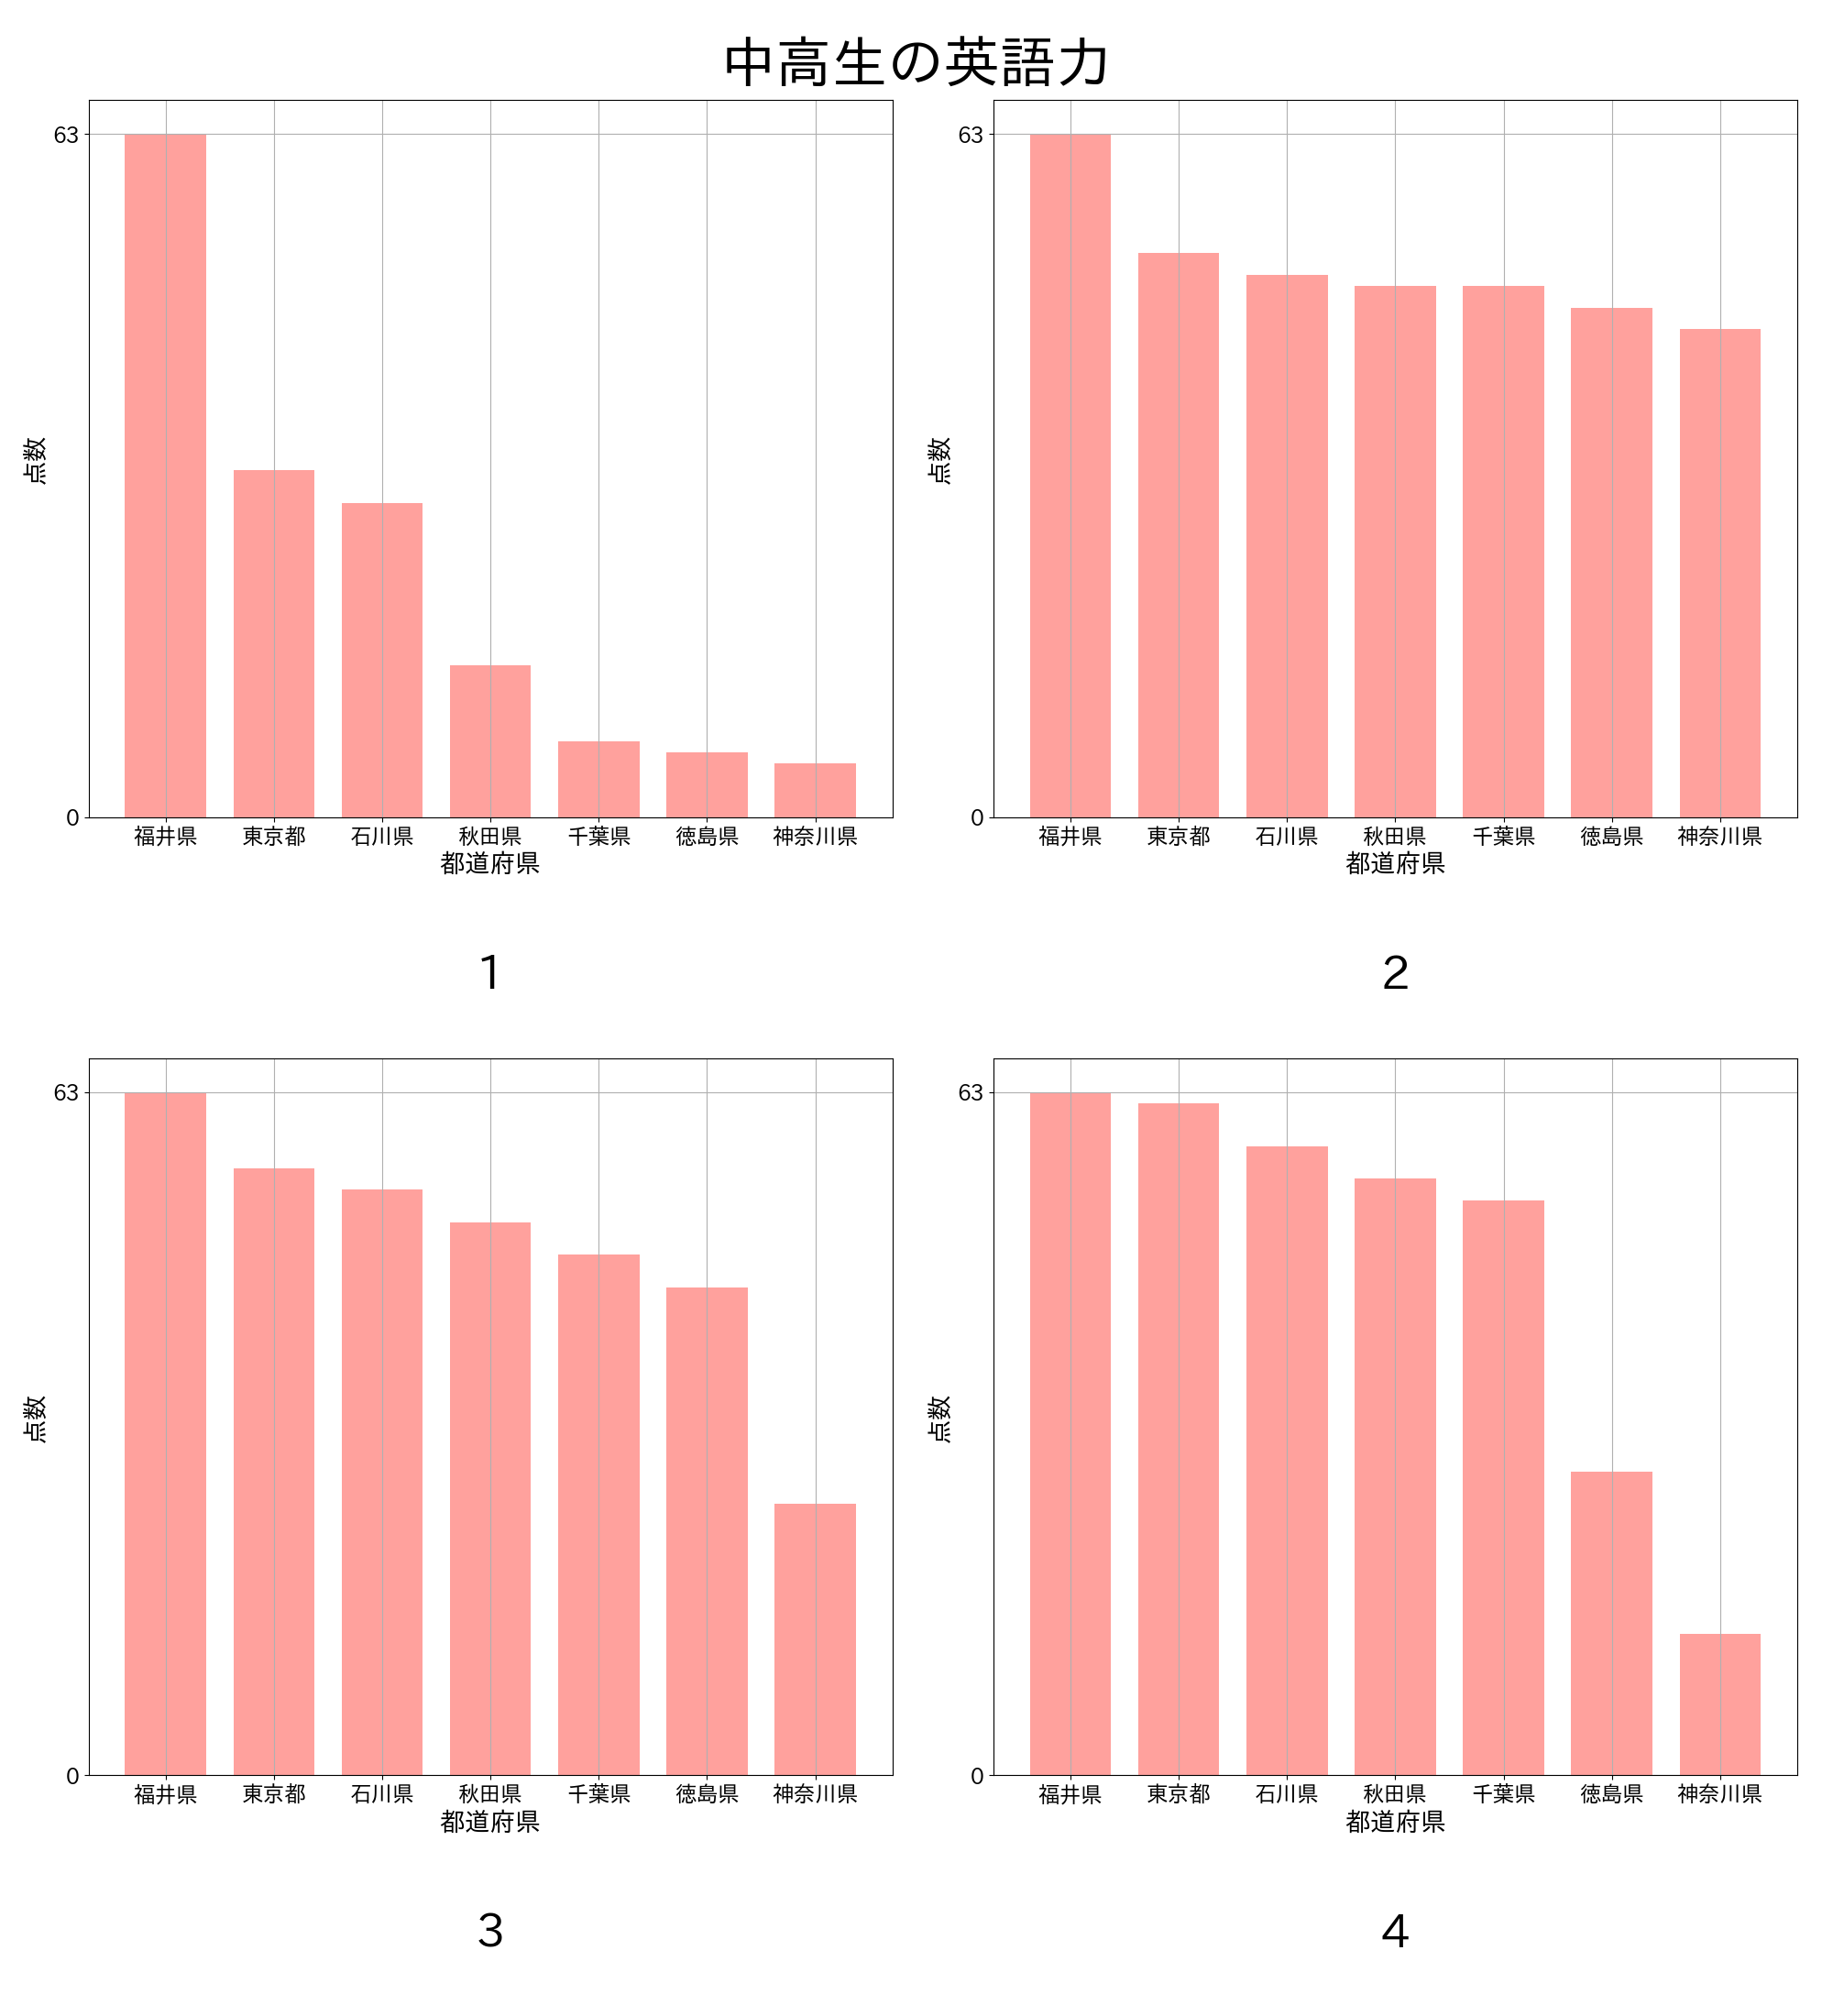 中高生の英語力
63
点数
0
福井県 東京都 石川県 秋田県 千葉県 徳島県 神奈川県
都道府県
1
63
点数
0
福井県 東京都 石川県 秋田県 千葉県 徳島県 神奈川県
都道府県
2
63
点数
0
福井県 東京都 石川県 秋田県 千葉県 徳島県 神奈川県
都道府県
3
63
点数
0
福井県 東京都 石川県 秋田県 千葉県 徳島県 神奈川県
都道府県
4